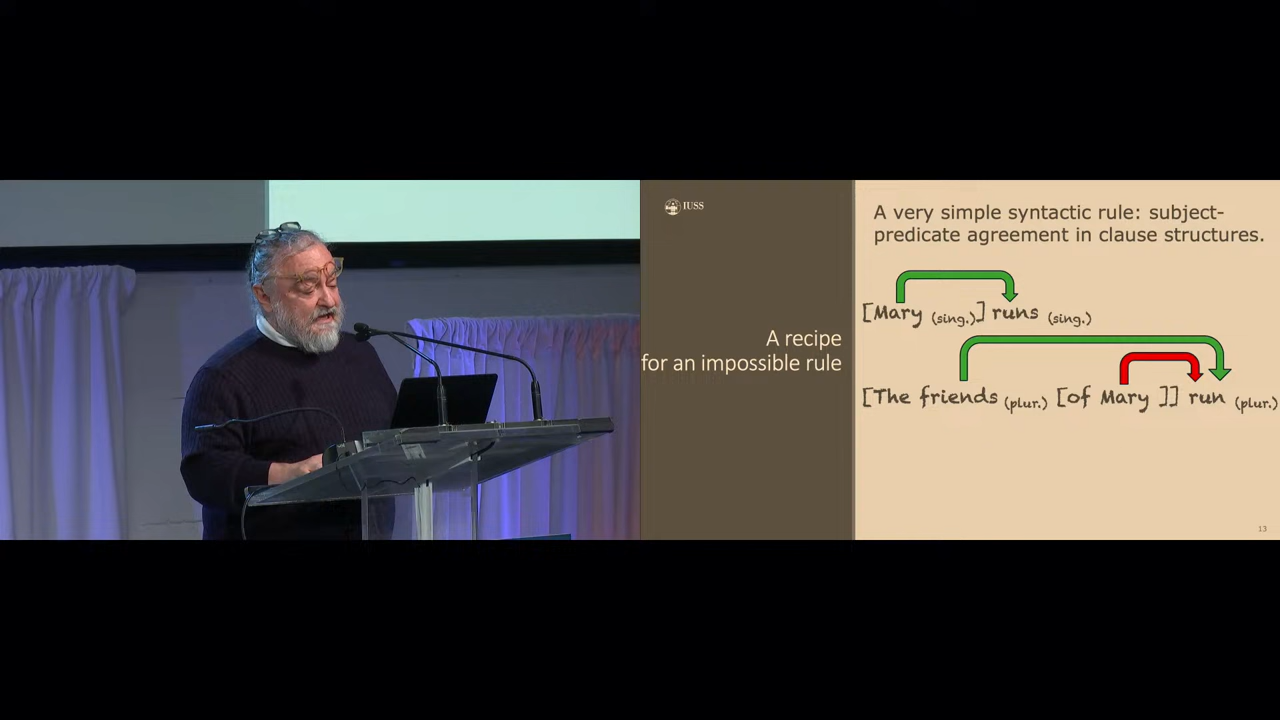 IUSS
A recipe
for an impossible rule
A very simple syntactic rule: subject-
predicate agreement in clause structures.
[Mary (sing.)] runs (sing.)
[The friends (plur.) [of Mary ]] run (plur.)
13